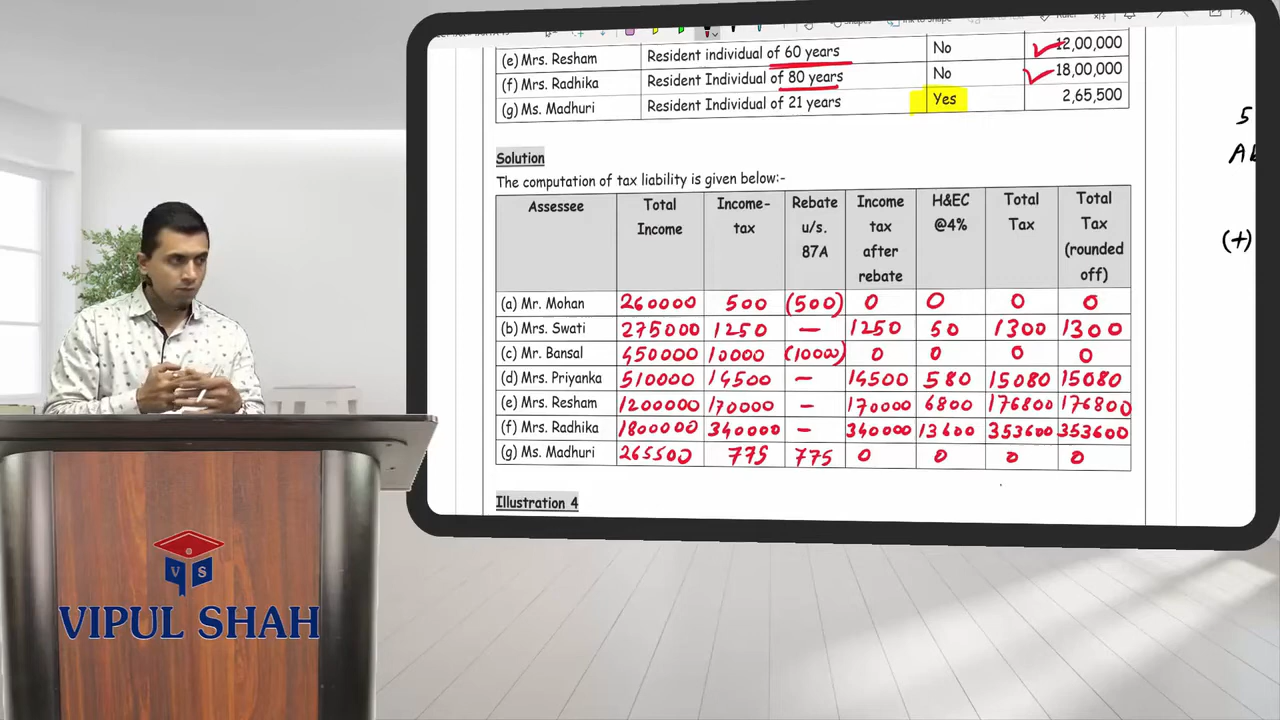 (e) Mrs. Resham Resident individual of 60 years No 12,00,000
(f) Mrs. Radhika Resident Individual of 80 years No 18,00,000
(g) Ms. Madhuri Resident Individual of 21 years Yes 2,65,500
Solution
The computation of tax liability is given below:-
Assessee Total Income Income-tax Rebate u/s. 87A Income tax after rebate H&EC @4% Total Tax Total Tax (rounded off)
(a) Mr. Mohan 260000 500 (500) 0 0 0 0
(b) Mrs. Swati 275000 1250 — 1250 50 1300 1300
(c) Mr. Bansal 450000 10000 (10000) 0 0 0 0
(d) Mrs. Priyanka 510000 14500 — 14500 580 15080 15080
(e) Mrs. Resham 1200000 170000 — 170000 6800 176800 176800
(f) Mrs. Radhika 1800000 340000 — 340000 13600 353600 353600
(g) Ms. Madhuri 265500 775 775 0 0 0 0
Illustration 4
5
(+)
V S
VIPUL SHAH